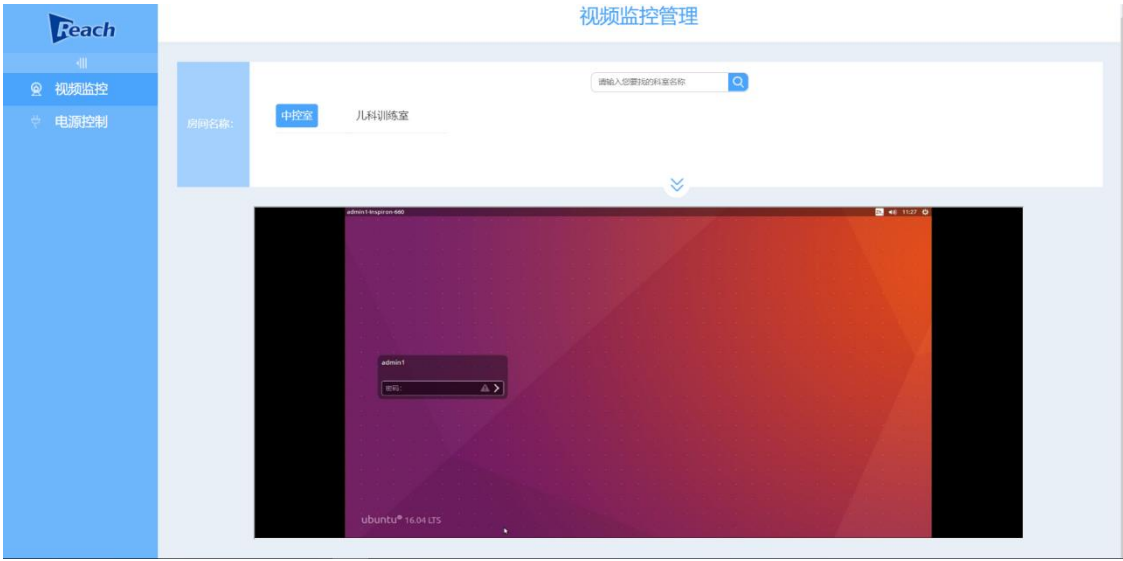 Reach
视频监控管理
视频监控
电源控制
请输入您要找的科室名称
房间名称:
中控室
儿科训练室
admin1-Inspiron-660
11:27
admin1
密码:
ubuntu® 16.04 LTS